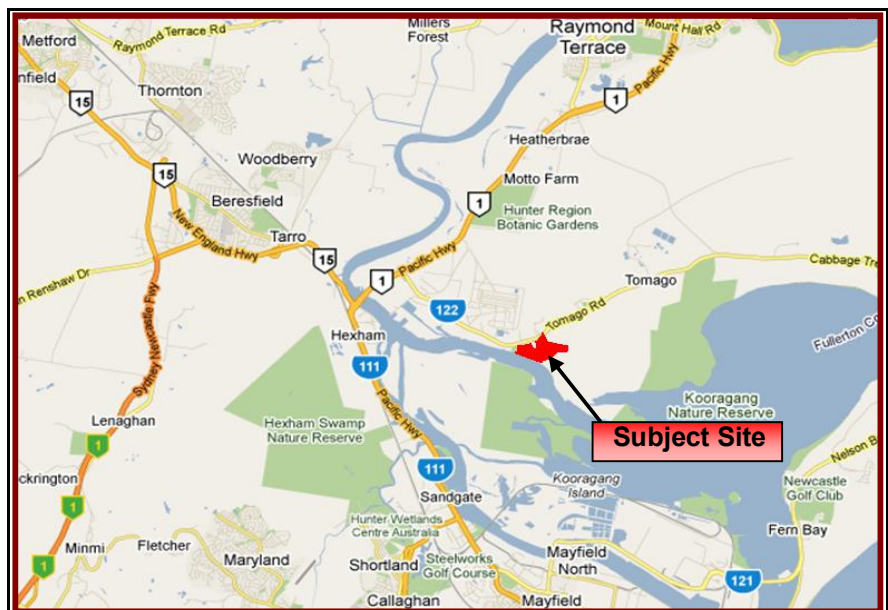 Metford
Raymond Terrace Rd
Millers
Forest
Raymond
Terrace
Mount Hall Rd
Pacific Hwy
nfield
15
Thornton
1
Heatherbrae
Woodberry
15
Motto Farm
Beresfield
1
Hunter Region
Botanic Gardens
New England Hwy
Tarro
15
Pacific Hwy
1
Cabbage Tre
n Renshaw Dr
Tomago
122
Tomago Rd
Fullerton Co
Hexham
111
Sydney Newcastle Fwy
Pacific Hwy
Kooragang
Nature Reserve
Lenaghan
Hexham Swamp
Nature Reserve
Subject Site
1
Nelson B
111
ckrington
Sandgate
Kooragang
Island
Newcastle
Golf Club
1
Hunter Wetlands
Centre Australia
Fern Bay
Minmi
Fletcher
Maryland
1
Shortland
Steelworks
Golf Course
Mayfield
North
121
Callaghan
Mayfield